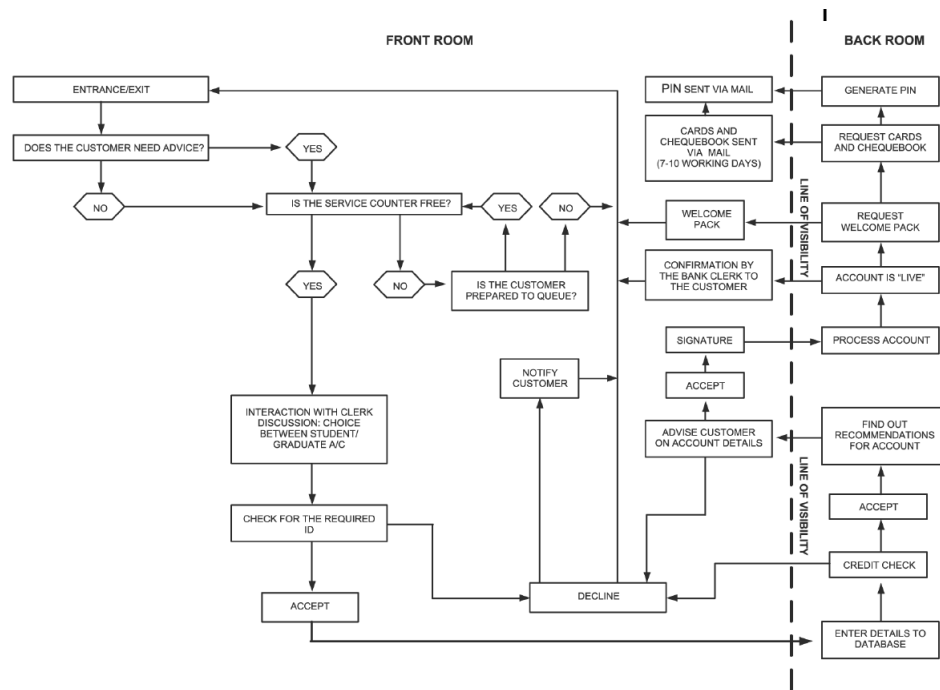 I
FRONT ROOM
BACK ROOM
ENTRANCE/EXIT
PIN SENT VIA MAIL
GENERATE PIN
DOES THE CUSTOMER NEED ADVICE?
YES
CARDS AND
CHEQUEBOOK SENT
VIA MAIL
(7-10 WORKING DAYS)
REQUEST CARDS
AND CHEQUEBOOK
NO
IS THE SERVICE COUNTER FREE?
YES
NO
WELCOME
PACK
LINE OF VISIBILITY
REQUEST
WELCOME PACK
YES
NO
IS THE CUSTOMER
PREPARED TO QUEUE?
CONFIRMATION BY
THE BANK CLERK TO
THE CUSTOMER
ACCOUNT IS "LIVE"
SIGNATURE
PROCESS ACCOUNT
NOTIFY
CUSTOMER
ACCEPT
INTERACTION WITH CLERK
DISCUSSION: CHOICE
BETWEEN STUDENT/
GRADUATE A/C
ADVISE CUSTOMER
ON ACCOUNT DETAILS
FIND OUT
RECOMMENDATIONS
FOR ACCOUNT
LINE OF VISIBILITY
CHECK FOR THE REQUIRED
ID
ACCEPT
CREDIT CHECK
ACCEPT
DECLINE
ENTER DETAILS TO
DATABASE